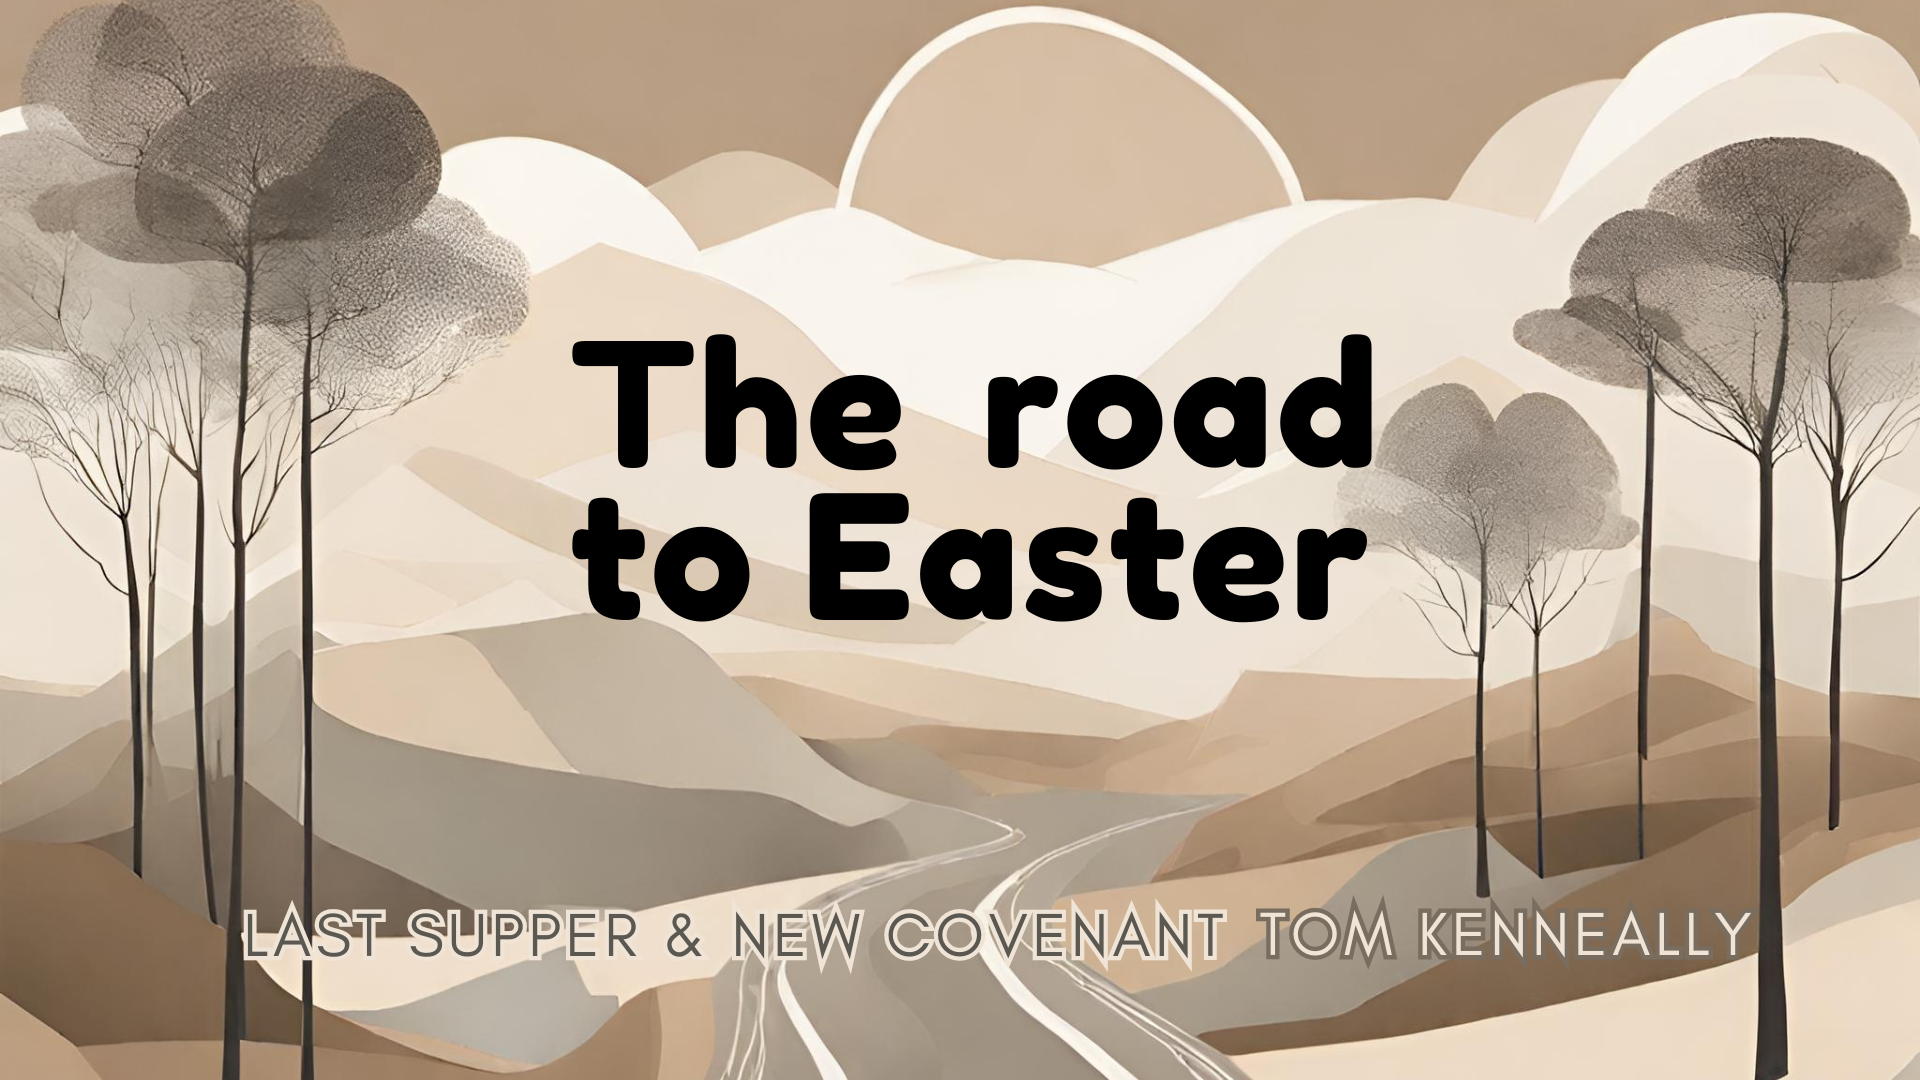 The road
to Easter
LAST SUPPER & NEW COVENANT TOM KENNEALLY